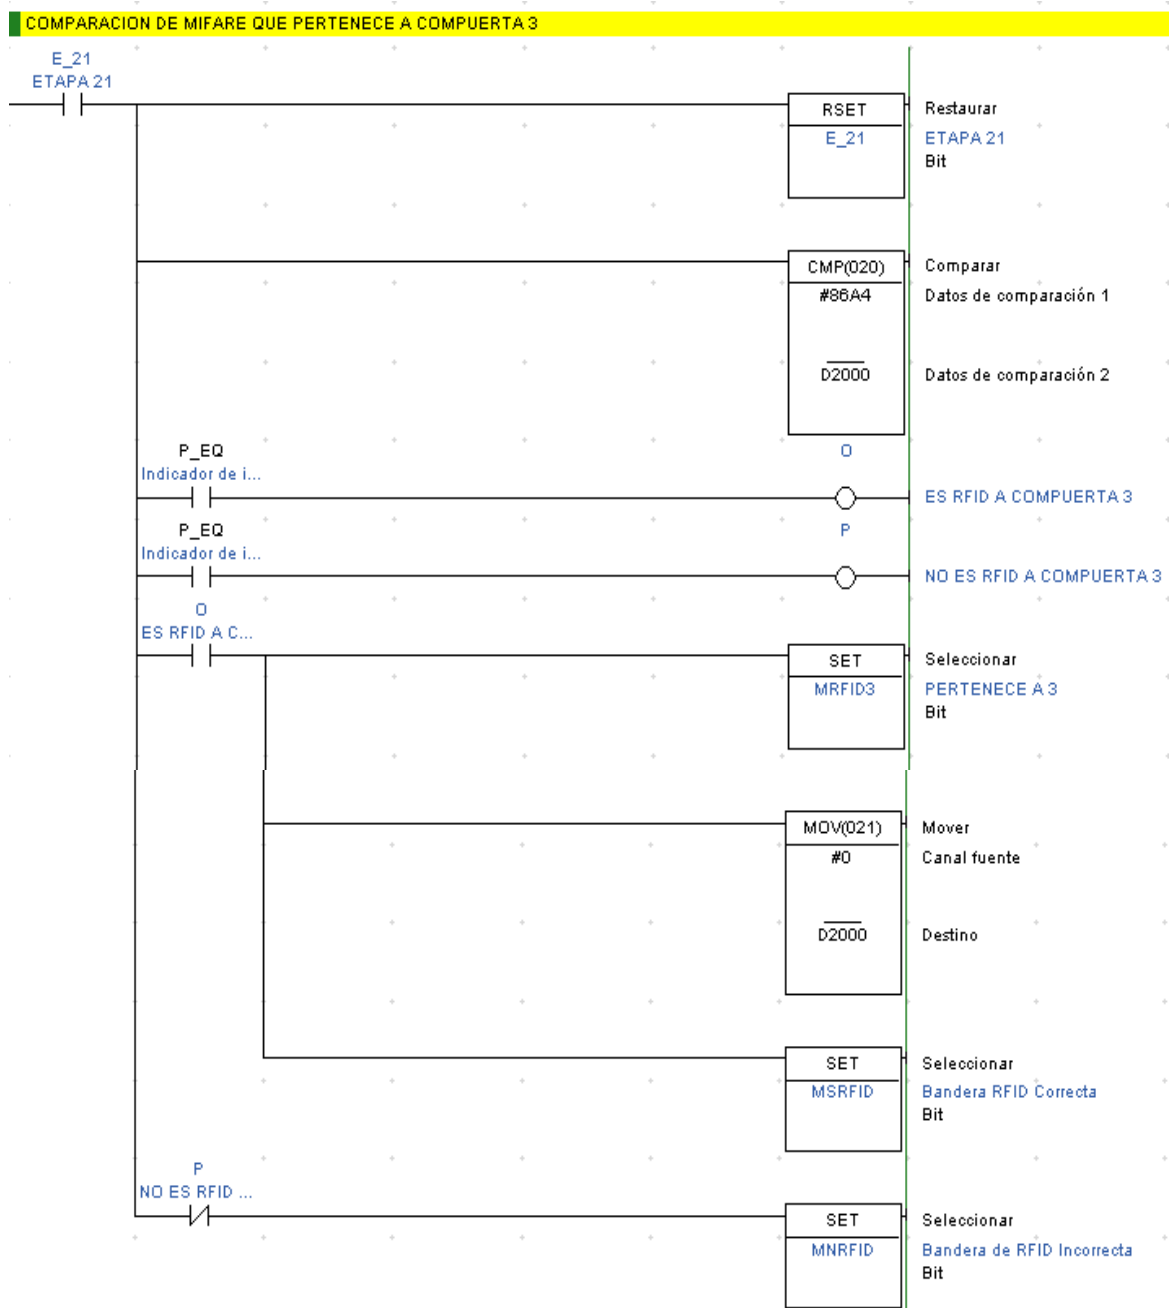 COMPARACION DE MIFARE QUE PERTENECE A COMPUERTA 3
E_21
ETAPA 21
RSET
Restaurar
E_21
ETAPA 21
Bit
CMP(020)
Comparar
#86A4
Datos de comparación 1
D2000
Datos de comparación 2
P_EQ
Indicador de i...
O
ES RFID A COMPUERTA 3
P_EQ
Indicador de i...
P
NO ES RFID A COMPUERTA 3
O
ES RFID A C...
SET
Seleccionar
MRFID3
PERTENECE A 3
Bit
MOV(021)
Mover
#0
Canal fuente
D2000
Destino
SET
Seleccionar
MSRFID
Bandera RFID Correcta
Bit
P
NO ES RFID ...
SET
Seleccionar
MNRFID
Bandera de RFID Incorrecta
Bit